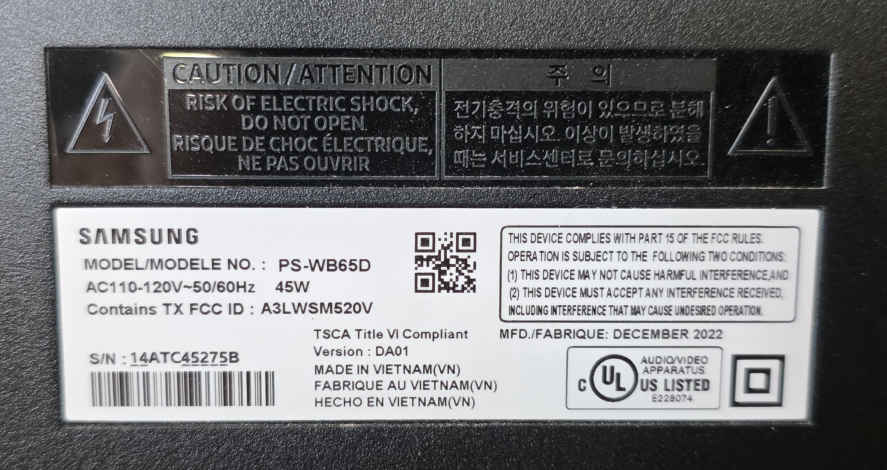 CAUTION/ATTENTION
RISK OF ELECTRIC SHOCK,
DO NOT OPEN.
RISQUE DE CHOC ÉLECTRIQUE,
NE PAS OUVRIR
주 의
전기충격의 위험이 있으므로 분해
하지 마십시오. 이상이 발생하였을
때는 서비스센터로 문의하십시오.
SAMSUNG
MODEL/MODELE NO. : PS-WB65D
AC110-120V~50/60Hz 45W
Contains TX FCC ID : A3LWSM520V
THIS DEVICE COMPLIES WITH PART 15 OF THE FCC RULES.
OPERATION IS SUBJECT TO THE FOLLOWING TWO CONDITIONS:
(1) THIS DEVICE MAY NOT CAUSE HARMFUL INTERFERENCE,AND
(2) THIS DEVICE MUST ACCEPT ANY INTERFERENCE RECEIVED,
INCLUDING INTERFERENCE THAT MAY CAUSE UNDESIRED OPERATION.
S/N : 14ATC45275B
TSCA Title VI Compliant
Version : DA01
MADE IN VIETNAM(VN)
FABRIQUE AU VIETNAM(VN)
HECHO EN VIETNAM(VN)
MFD./FABRIQUE: DECEMBER 2022
C UL
AUDIO/VIDEO
APPARATUS.
US LISTED
E228074.